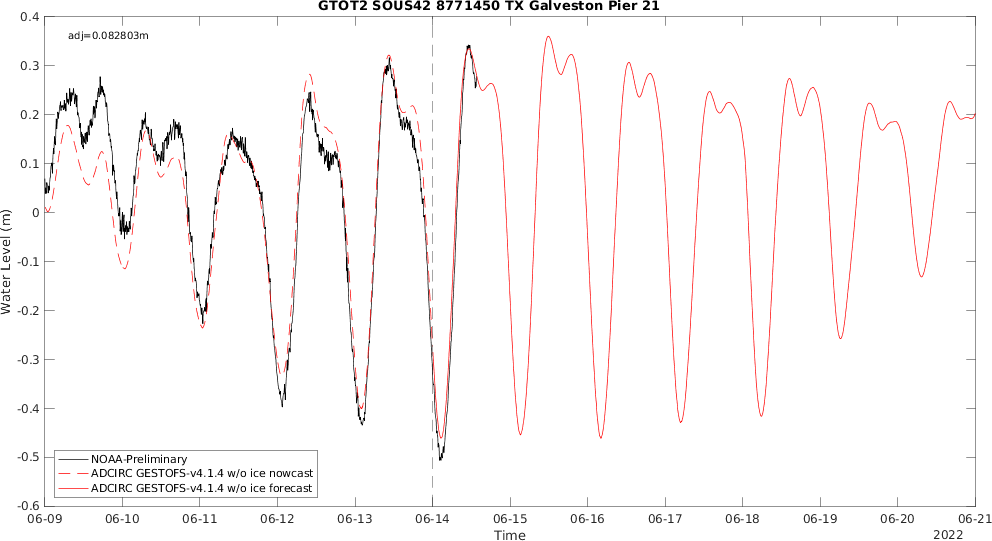 GTOT2 SOUS42 8771450 TX Galveston Pier 21
adj=0.082803m
0.4
0.3
0.2
0.1
0
-0.1
-0.2
-0.3
-0.4
-0.5
-0.6
Water Level (m)
NOAA-Preliminary
ADCIRC GESTOFS-v4.1.4 w/o ice nowcast
ADCIRC GESTOFS-v4.1.4 w/o ice forecast
06-09 06-10 06-11 06-12 06-13 06-14 06-15 06-16 06-17 06-18 06-19 06-20 06-21
Time
2022